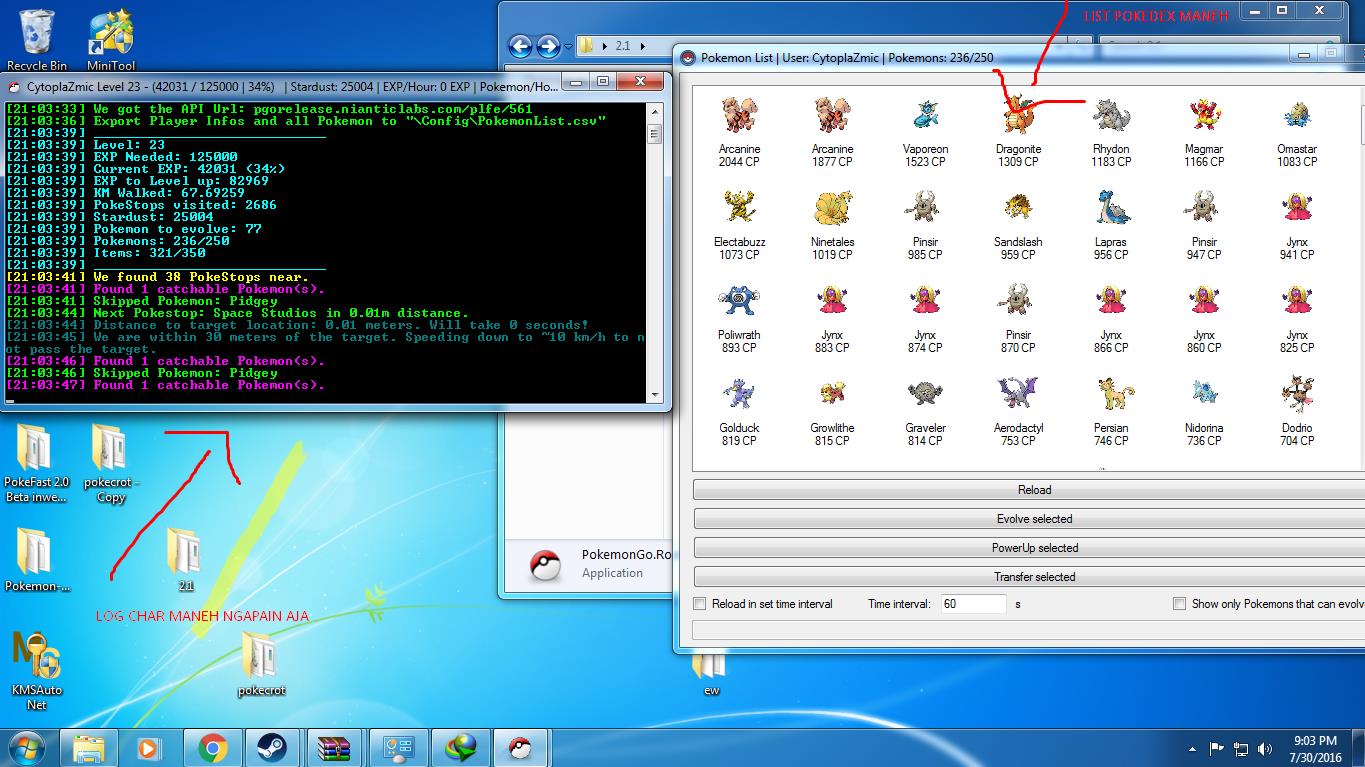 Recycle Bin
MiniTool
LIST POKEDEX MANEH
2.1
CytoplaZmic Level 23 - (42031 / 125000 | 34%) | Stardust: 25004 | EXP/Hour: 0 EXP | Pokemon/Ho...
[21:03:33] We got the API Url: pgorelease.nianticlabs.com/plfe/561
[21:03:36] Export Player Infos and all Pokemon to "\Config\PokemonList.csv"
[21:03:39] ____________________________
[21:03:39] Level: 23
[21:03:39] EXP Needed: 125000
[21:03:39] Current EXP: 42031 (34%)
[21:03:39] EXP to Level up: 82969
[21:03:39] KM Walked: 67.69259
[21:03:39] PokeStops visited: 2686
[21:03:39] Stardust: 25004
[21:03:39] Pokemon to evolve: 77
[21:03:39] Pokemons: 236/250
[21:03:39] Items: 321/350
[21:03:39] ____________________________
[21:03:41] We found 38 PokeStops near.
[21:03:41] Found 1 catchable Pokemon(s).
[21:03:41] Skipped Pokemon: Pidgey
[21:03:44] Next Pokestop: Space Studios in 0.01m distance.
[21:03:44] Distance to target location: 0.01 meters. Will take 0 seconds!
[21:03:45] We are within 30 meters of the target. Speeding down to ~10 km/h to n
ot pass the target.
[21:03:46] Found 1 catchable Pokemon(s).
[21:03:46] Skipped Pokemon: Pidgey
[21:03:47] Found 1 catchable Pokemon(s).
Pokemon List | User: CytoplaZmic | Pokemons: 236/250
Arcanine Arcanine Vaporeon Dragonite Rhydon Magmar Omastar
2044 CP 1877 CP 1523 CP 1309 CP 1183 CP 1166 CP 1083 CP
Electabuzz Ninetales Pinsir Sandslash Lapras Pinsir Jynx
1073 CP 1019 CP 985 CP 959 CP 956 CP 947 CP 941 CP
Poliwrath Jynx Jynx Pinsir Jynx Jynx Jynx
893 CP 883 CP 874 CP 870 CP 866 CP 860 CP 825 CP
Golduck Growlithe Graveler Aerodactyl Persian Nidorina Dodrio
819 CP 815 CP 814 CP 753 CP 746 CP 736 CP 704 CP
Reload
Evolve selected
PowerUp selected
Transfer selected
Reload in set time interval Time interval: 60 s Show only Pokemons that can evolv
PokemonGo.Ro
Application
PokeFast 2.0
Beta inwe...
pokecrot -
Copy
Pokemon-...
2.1
LOG CHAR MANEH NGAPAIN AJA
KMSAuto
Net
pokecrot
ew
9:03 PM
7/30/2016